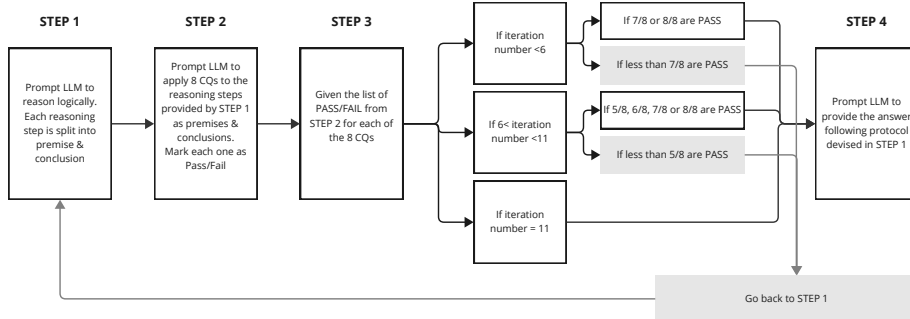 STEP 1
Prompt LLM to
reason logically.
Each reasoning
step is split into
premise &
conclusion
STEP 2
Prompt LLM to
apply 8 CQs to the
reasoning steps
provided by STEP 1
as premises &
conclusions.
Mark each one as
Pass/Fail
STEP 3
Given the list of
PASS/FAIL from
STEP 2 for each of
the 8 CQs
If iteration
number <6
If 7/8 or 8/8 are PASS
If less than 7/8 are PASS
If 6< iteration
number <11
If 5/8, 6/8, 7/8 or 8/8 are PASS
If less than 5/8 are PASS
If iteration
number = 11
STEP 4
Prompt LLM to
provide the answer
following protocol
devised in STEP 1
Go back to STEP 1